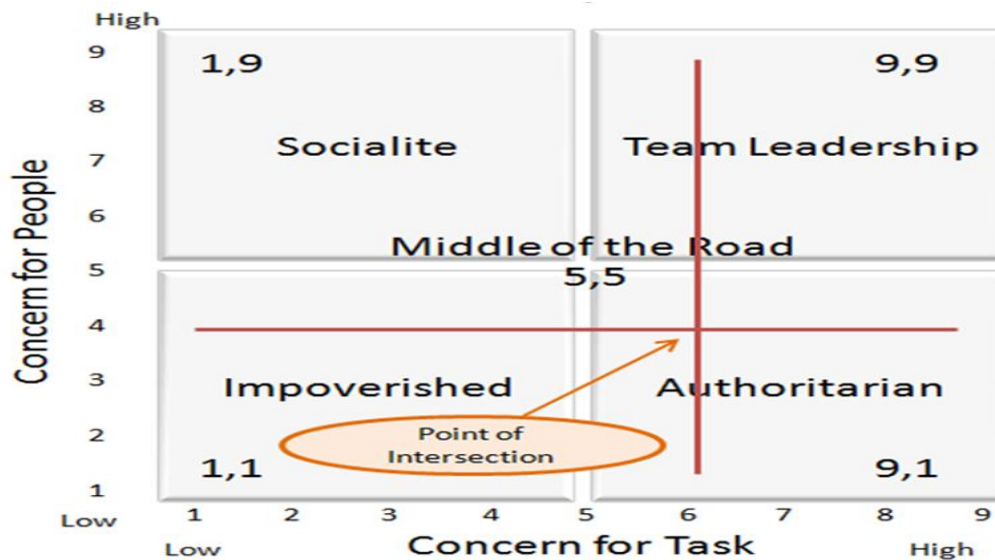 High
9
1,9
9,9
8
Socialite
Team Leadership
7
6
Middle of the Road
5
5,5
4
3
Impoverished
Authoritarian
2
Point of
Intersection
1
1,1
9,1
Concern for People
Low
1 2 3 4 5 6 7 8 9
Low
Concern for Task
High